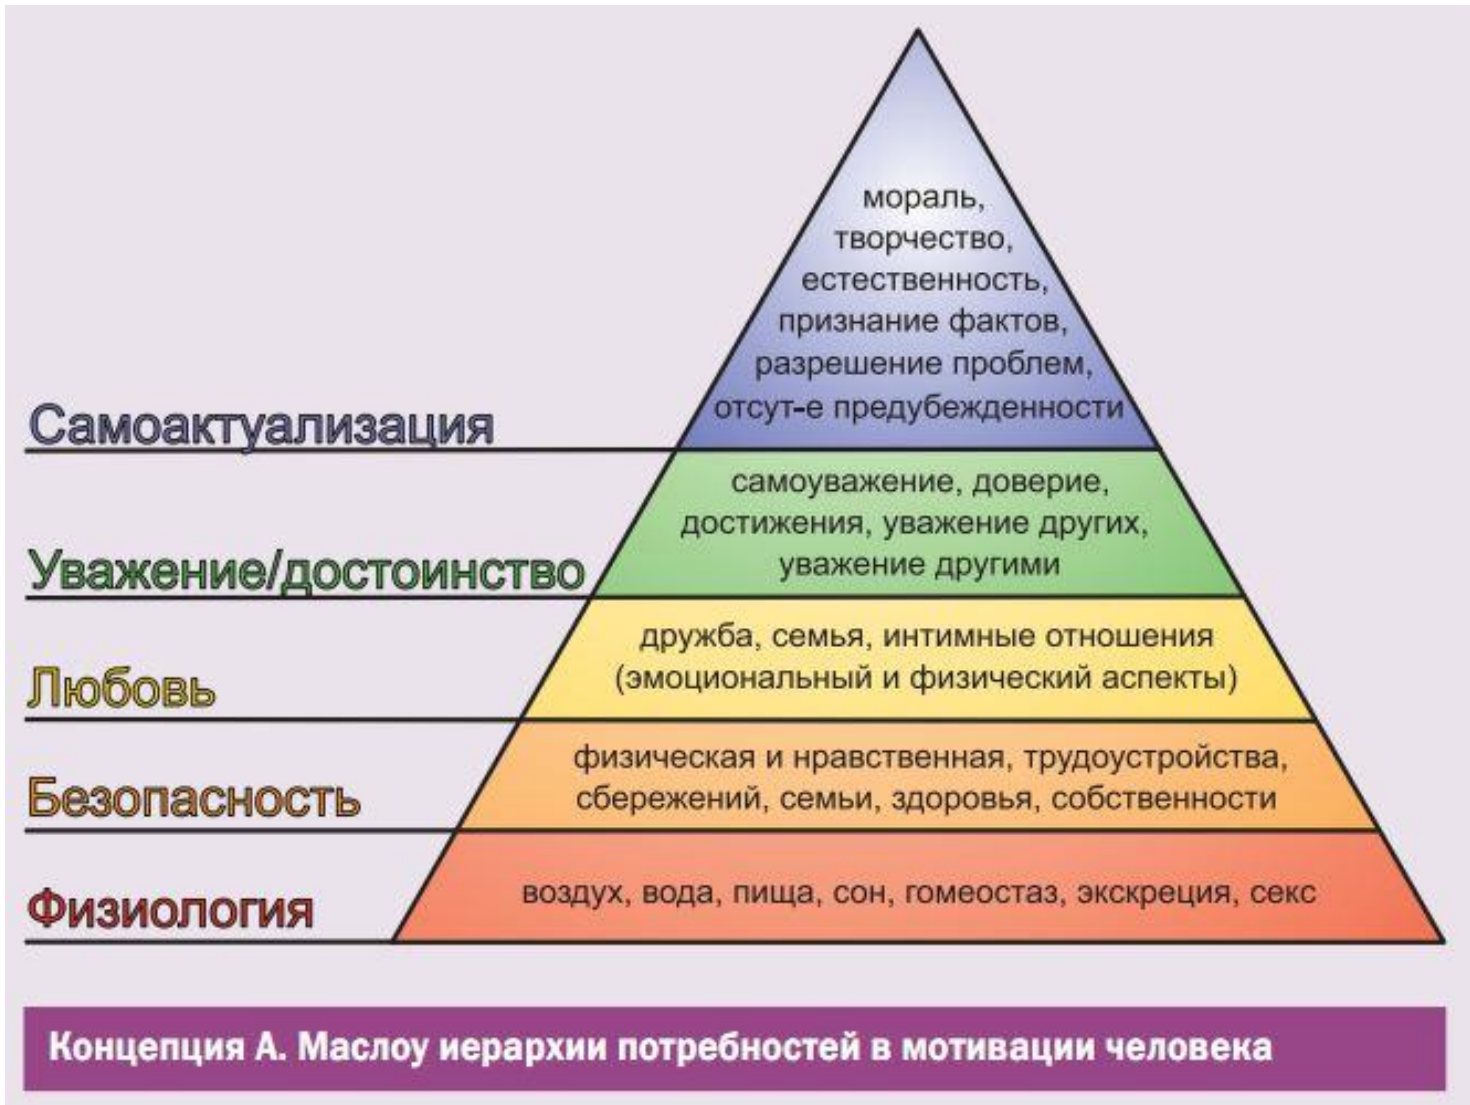 мораль,
творчество,
естественность,
признание фактов,
разрешение проблем,
отсут-е предубежденности
Самоактуализация
самоуважение, доверие,
достижения, уважение других,
уважение другими
Уважение/достоинство
дружба, семья, интимные отношения
(эмоциональный и физический аспекты)
Любовь
физическая и нравственная, трудоустройства,
сбережений, семьи, здоровья, собственности
Безопасность
воздух, вода, пища, сон, гомеостаз, экскреция, секс
Физиология
Концепция А. Маслоу иерархии потребностей в мотивации человека